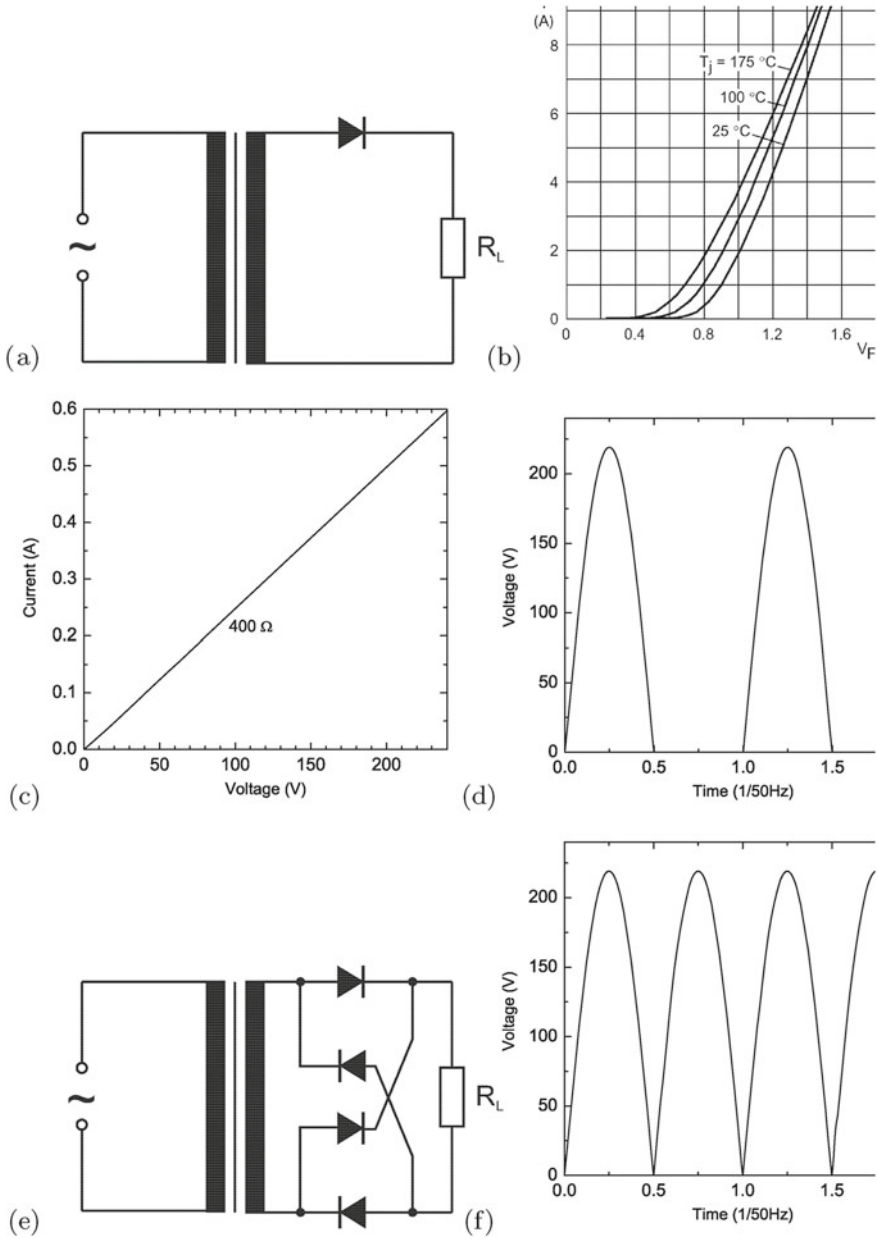 ~
R_L
(a)
(A)
8
6
4
2
0
T_j = 175 °C
100 °C
25 °C
0 0.4 0.8 1.2 1.6
V_F
(b)
0.6
0.5
0.4
0.3
0.2
0.1
0.0
Current (A)
400 Ω
0 50 100 150 200
Voltage (V)
(c)
200
150
100
50
0
Voltage (V)
0.0 0.5 1.0 1.5
Time (1/50Hz)
(d)
~
R_L
(e)
200
150
100
50
0
Voltage (V)
0.0 0.5 1.0 1.5
Time (1/50Hz)
(f)